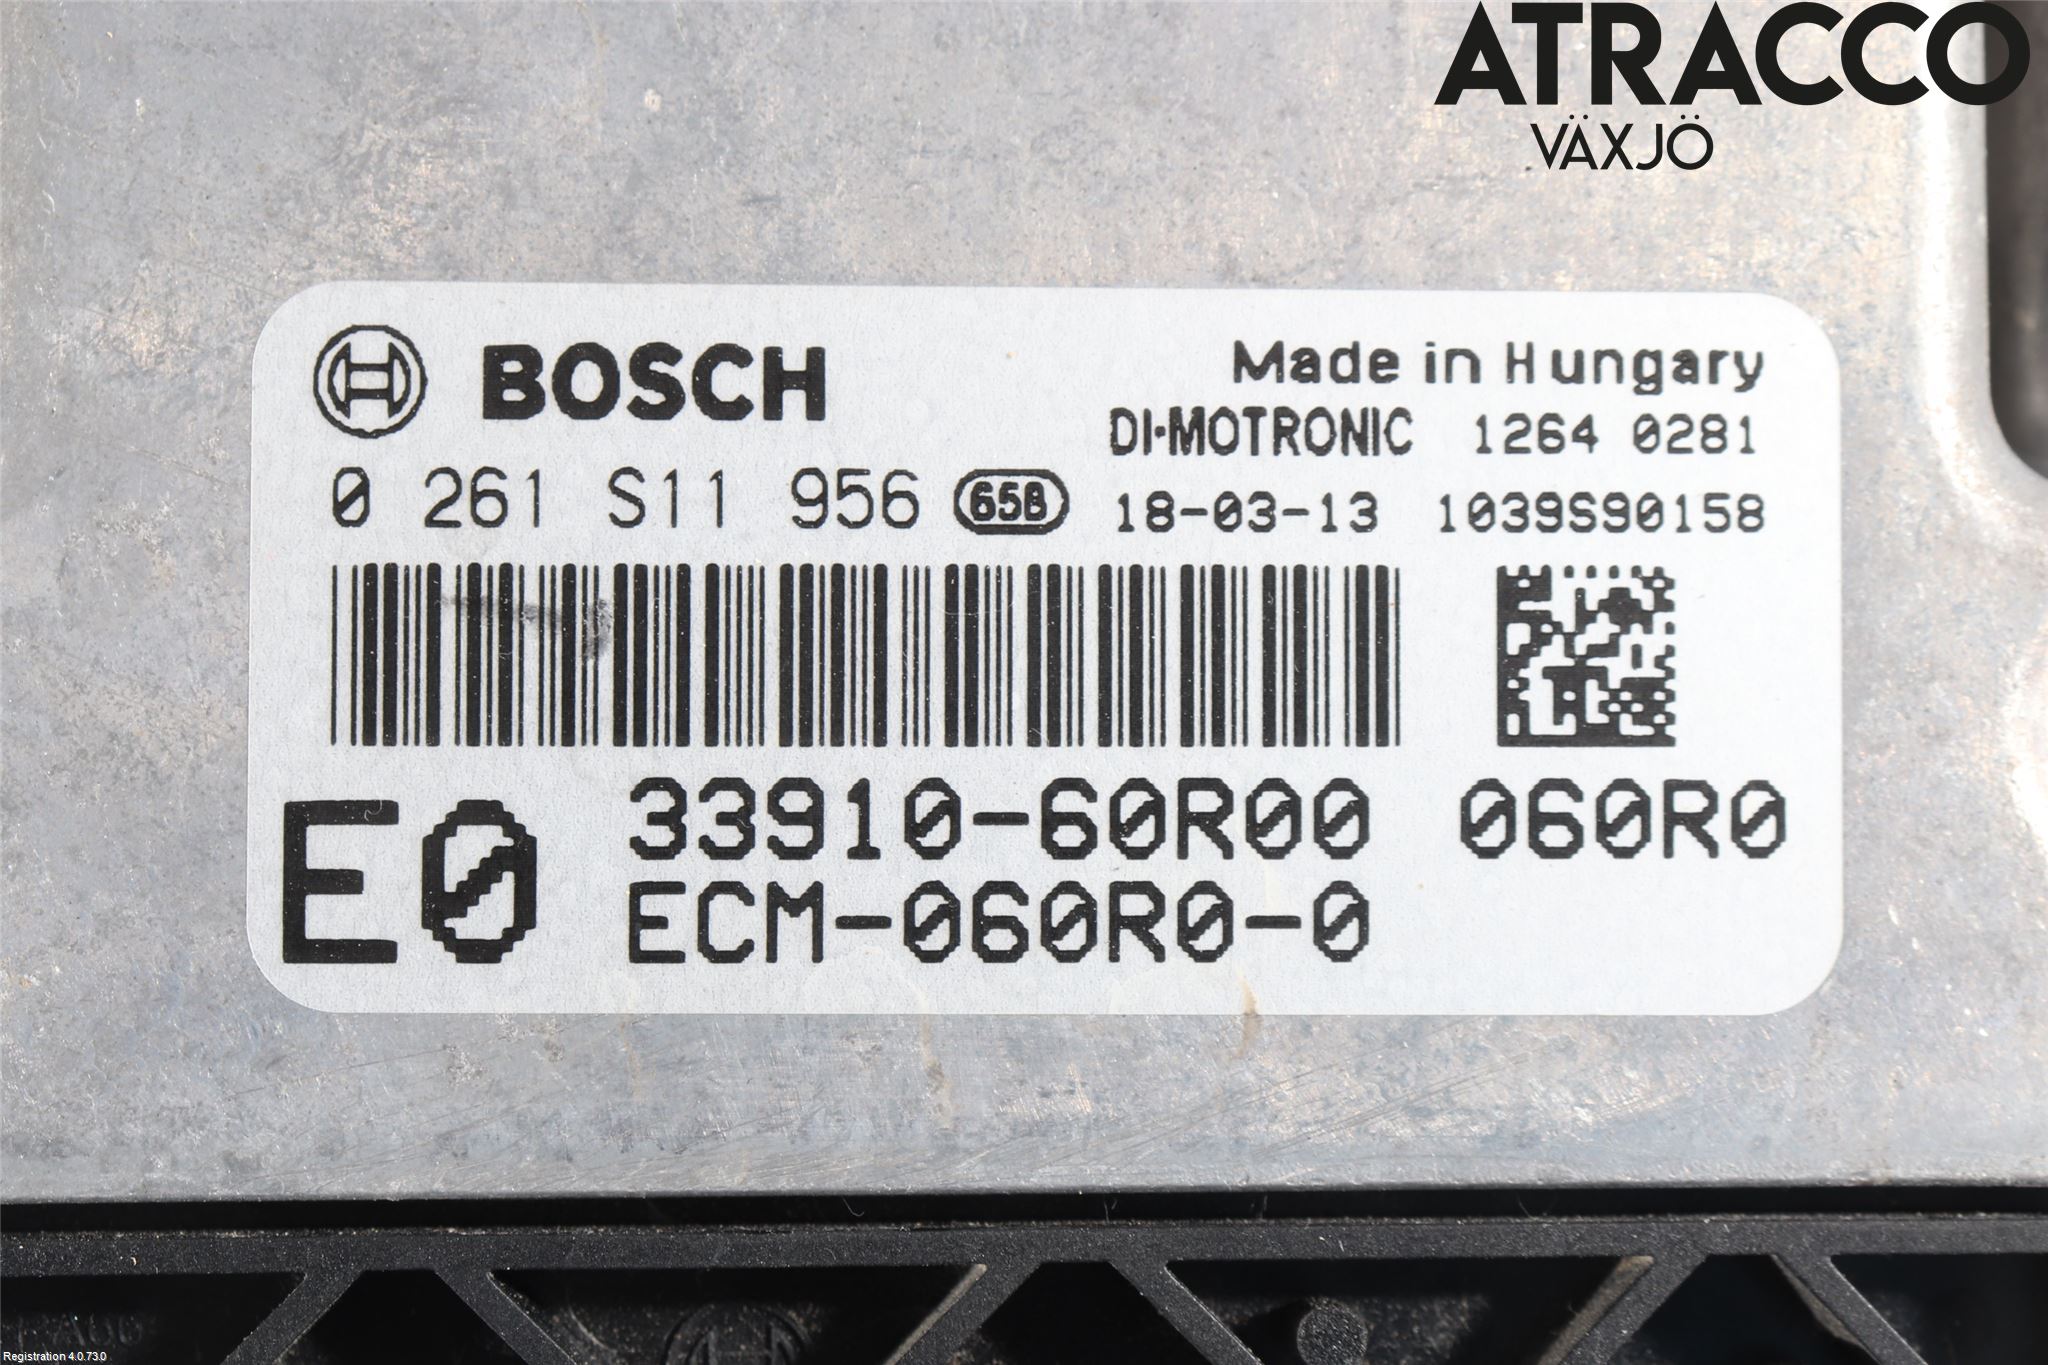 ATRACCO
VÄXJÖ
BOSCH
Made in Hungary
DI·MOTRONIC 1264 0281
0 261 S11 956 65B 18-03-13 1039S90158
E0
33910-60R00 060R0
ECM-060R0-0
Registration 4.0.73.0